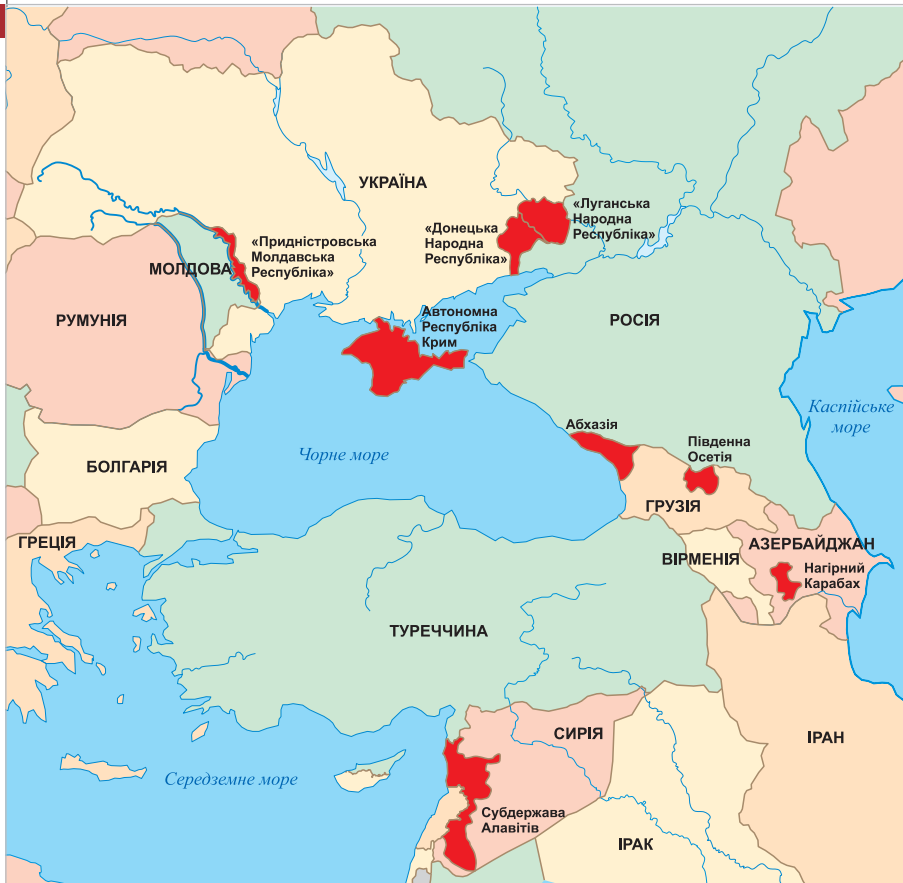 УКРАЇНА
«Луганська
Народна
Республіка»
«Донецька
Народна
Республіка»
«Придністровська
Молдавська
Республіка»
МОЛДОВА
РУМУНІЯ
Автономна
Республіка
Крим
РОСІЯ
Каспійське
море
Абхазія
Південна
Осетія
Чорне море
БОЛГАРІЯ
ГРУЗІЯ
ГРЕЦІЯ
ВІРМЕНІЯ
АЗЕРБАЙДЖАН
Нагірний
Карабах
ТУРЕЧЧИНА
СИРІЯ
ІРАН
Середземне море
Субдержава
Алавітів
ІРАК